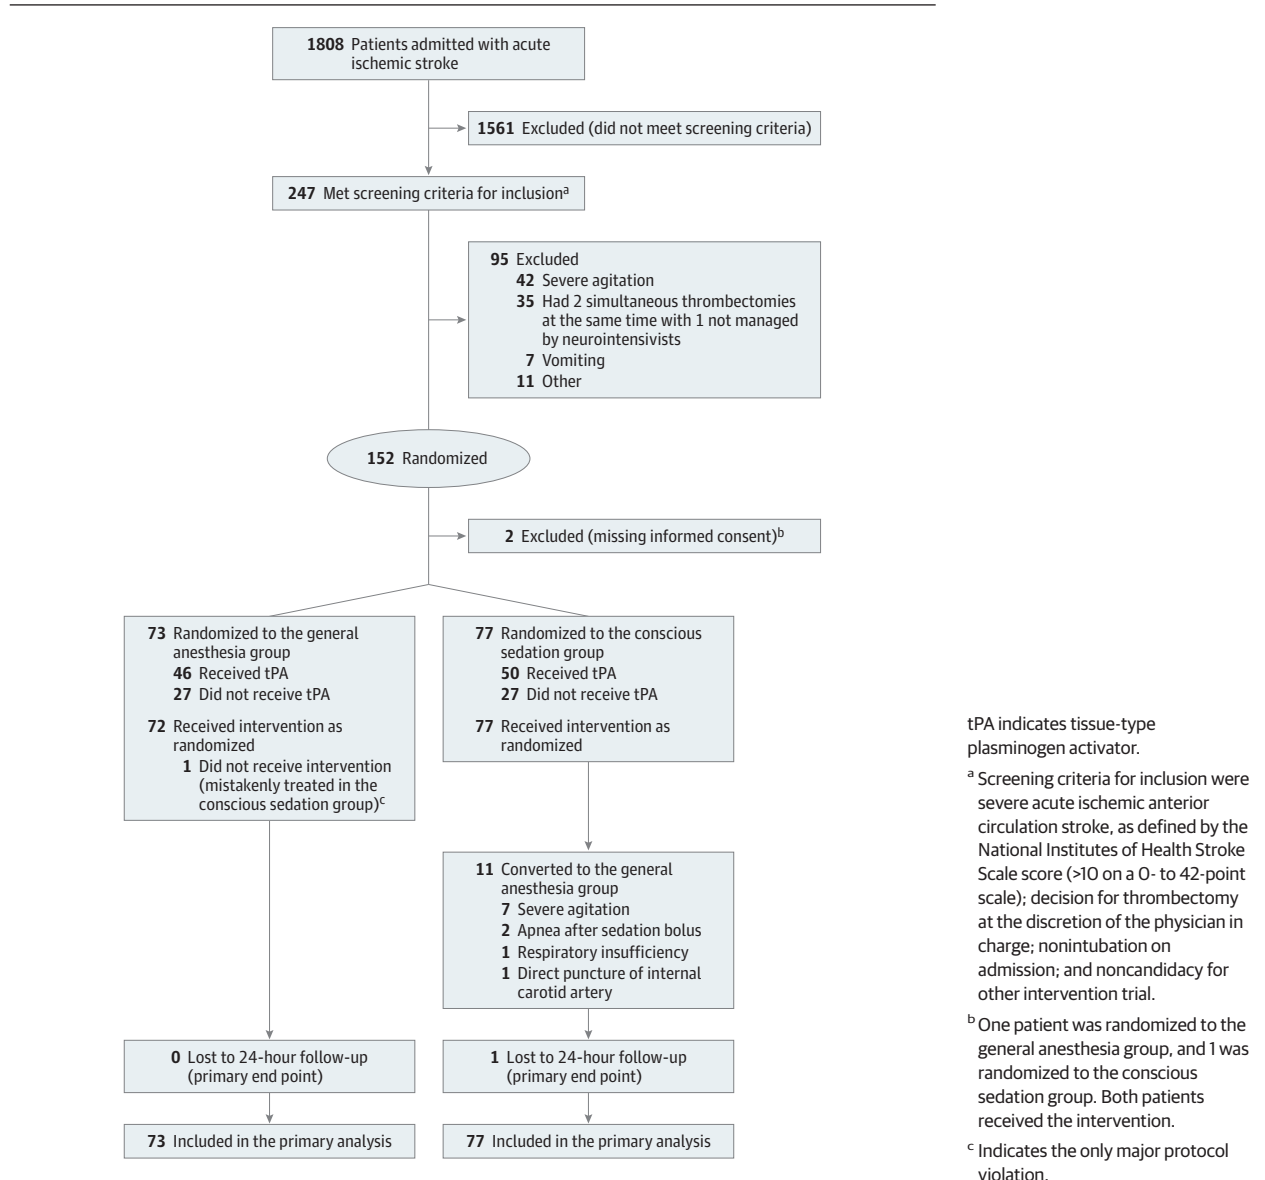 1808 Patients admitted with acute
ischemic stroke
1561 Excluded (did not meet screening criteria)
247 Met screening criteria for inclusionᵃ
95 Excluded
42 Severe agitation
35 Had 2 simultaneous thrombectomies
at the same time with 1 not managed
by neurointensivists
7 Vomiting
11 Other
152 Randomized
2 Excluded (missing informed consent)ᵇ
73 Randomized to the general
anesthesia group
46 Received tPA
27 Did not receive tPA
72 Received intervention as
randomized
1 Did not receive intervention
(mistakenly treated in the
conscious sedation group)ᶜ
77 Randomized to the conscious
sedation group
50 Received tPA
27 Did not receive tPA
77 Received intervention as
randomized
11 Converted to the general
anesthesia group
7 Severe agitation
2 Apnea after sedation bolus
1 Respiratory insufficiency
1 Direct puncture of internal
carotid artery
0 Lost to 24-hour follow-up
(primary end point)
1 Lost to 24-hour follow-up
(primary end point)
73 Included in the primary analysis
77 Included in the primary analysis
tPA indicates tissue-type
plasminogen activator.
ᵃ Screening criteria for inclusion were
severe acute ischemic anterior
circulation stroke, as defined by the
National Institutes of Health Stroke
Scale score (>10 on a 0- to 42-point
scale); decision for thrombectomy
at the discretion of the physician in
charge; nonintubation on
admission; and noncandidacy for
other intervention trial.
ᵇ One patient was randomized to the
general anesthesia group, and 1 was
randomized to the conscious
sedation group. Both patients
received the intervention.
ᶜ Indicates the only major protocol
violation.